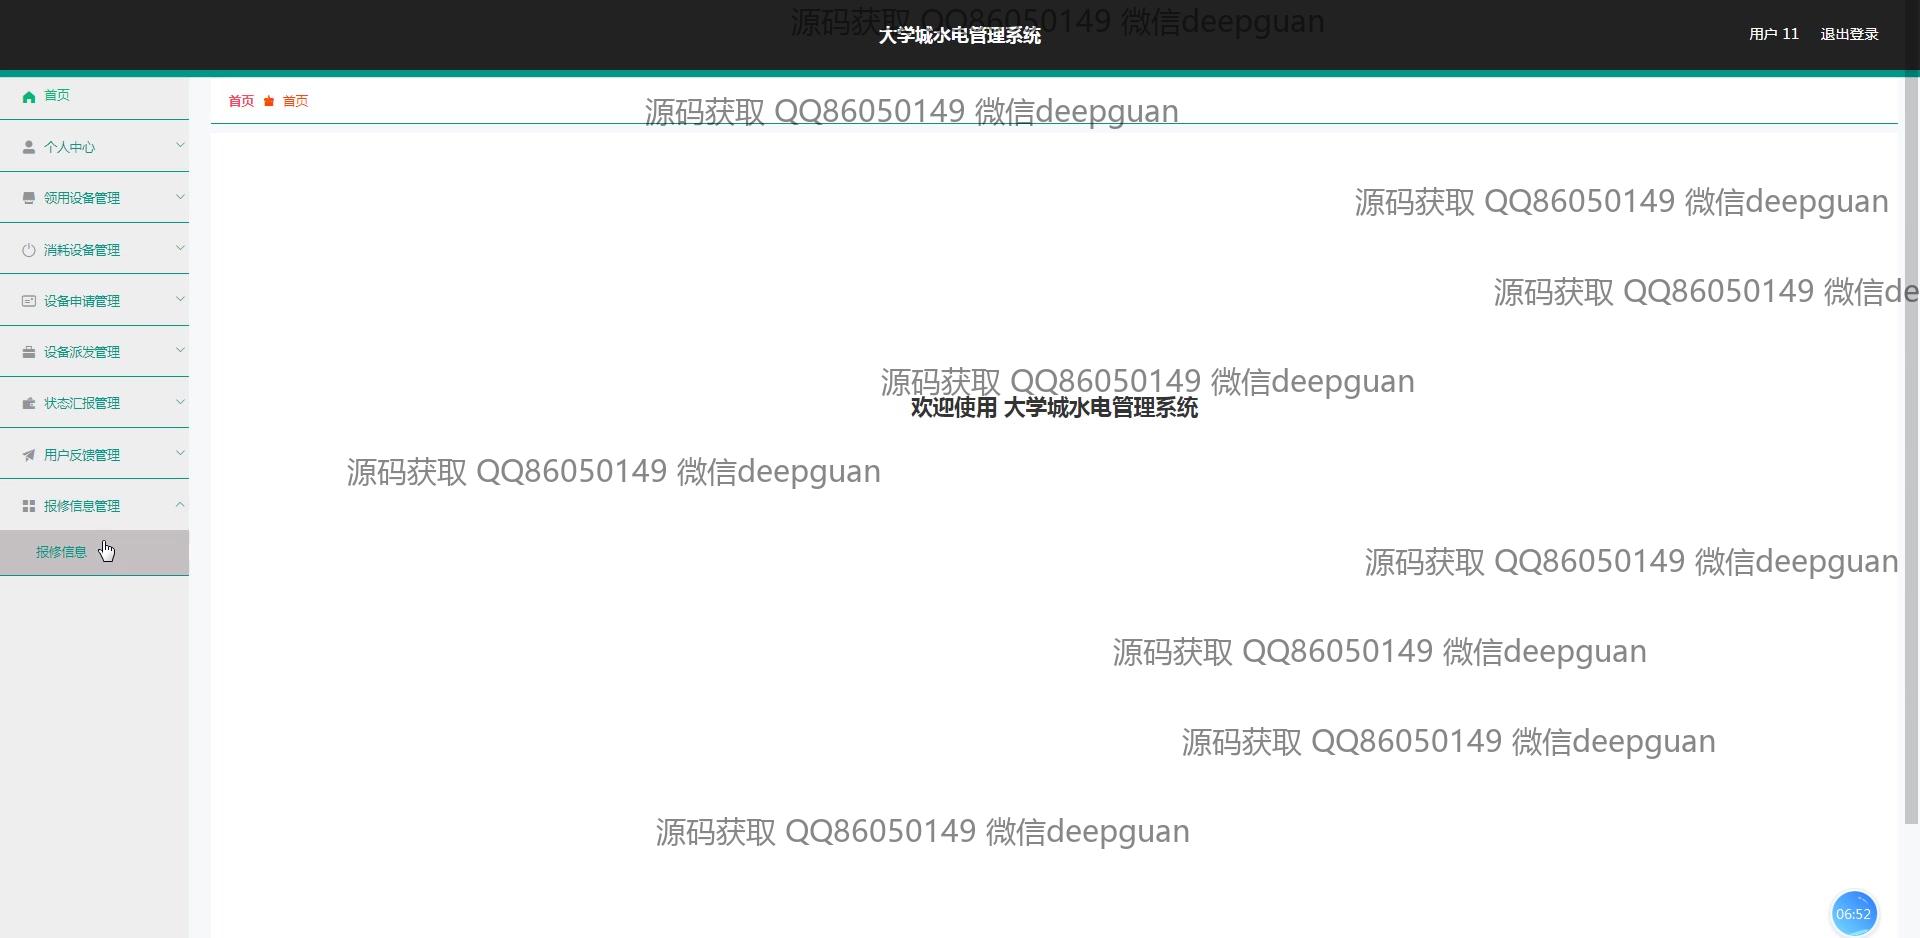 源码获取 QQ86050149 微信deepguan
大学城水电管理系统
用户 11 退出登录
首页
首页 首页
源码获取 QQ86050149 微信deepguan
个人中心
领用设备管理
源码获取 QQ86050149 微信deepguan
消耗设备管理
设备申请管理
源码获取 QQ86050149 微信de
设备派发管理
源码获取 QQ86050149 微信deepguan
状态汇报管理
欢迎使用 大学城水电管理系统
用户反馈管理
源码获取 QQ86050149 微信deepguan
报修信息管理
报修信息
源码获取 QQ86050149 微信deepguan
源码获取 QQ86050149 微信deepguan
源码获取 QQ86050149 微信deepguan
源码获取 QQ86050149 微信deepguan
06:52